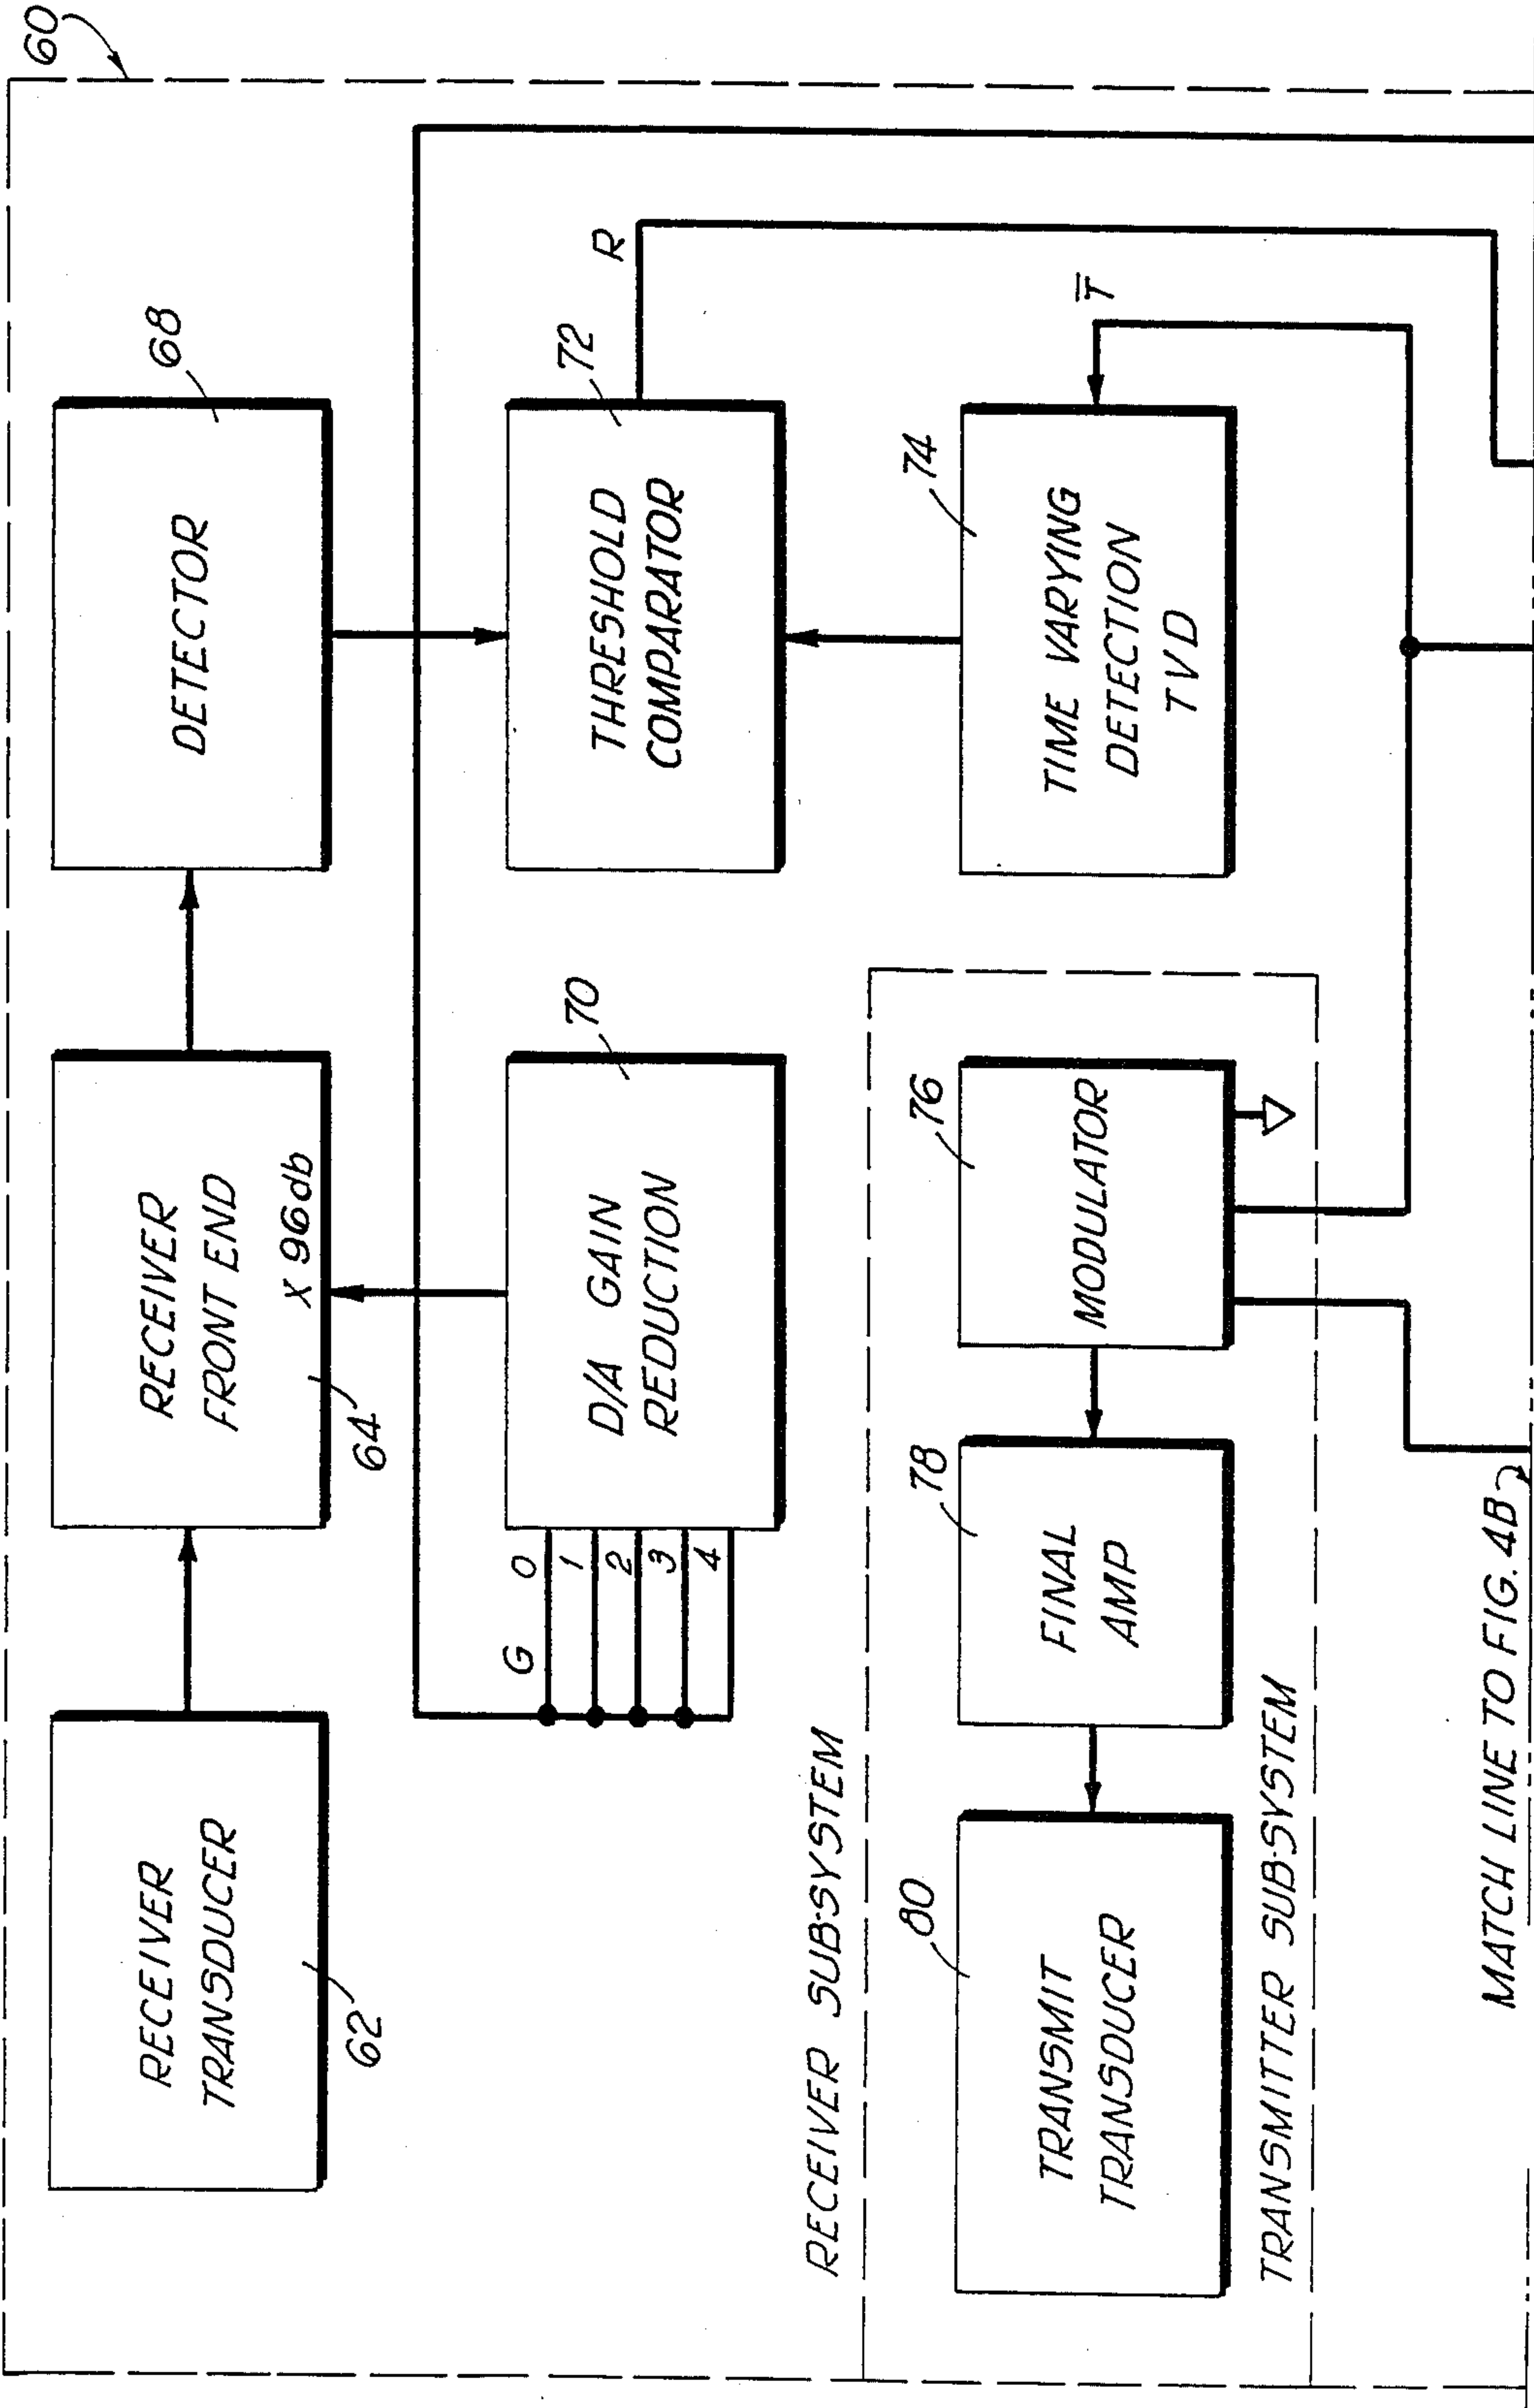 60
RECEIVER
TRANSDUCER
62
RECEIVER
FRONT END
X 96db
64
DETECTOR
68
G
0
1
2
3
4
D/A GAIN
REDUCTION
70
THRESHOLD
COMPARATOR
72
R
RECEIVER SUB-SYSTEM
TRANSMIT
TRANSDUCER
80
FINAL
AMP
78
MODULATOR
76
TIME VARYING
DETECTION
TVD
74
T̅
TRANSMITTER SUB-SYSTEM
MATCH LINE TO FIG. 4B